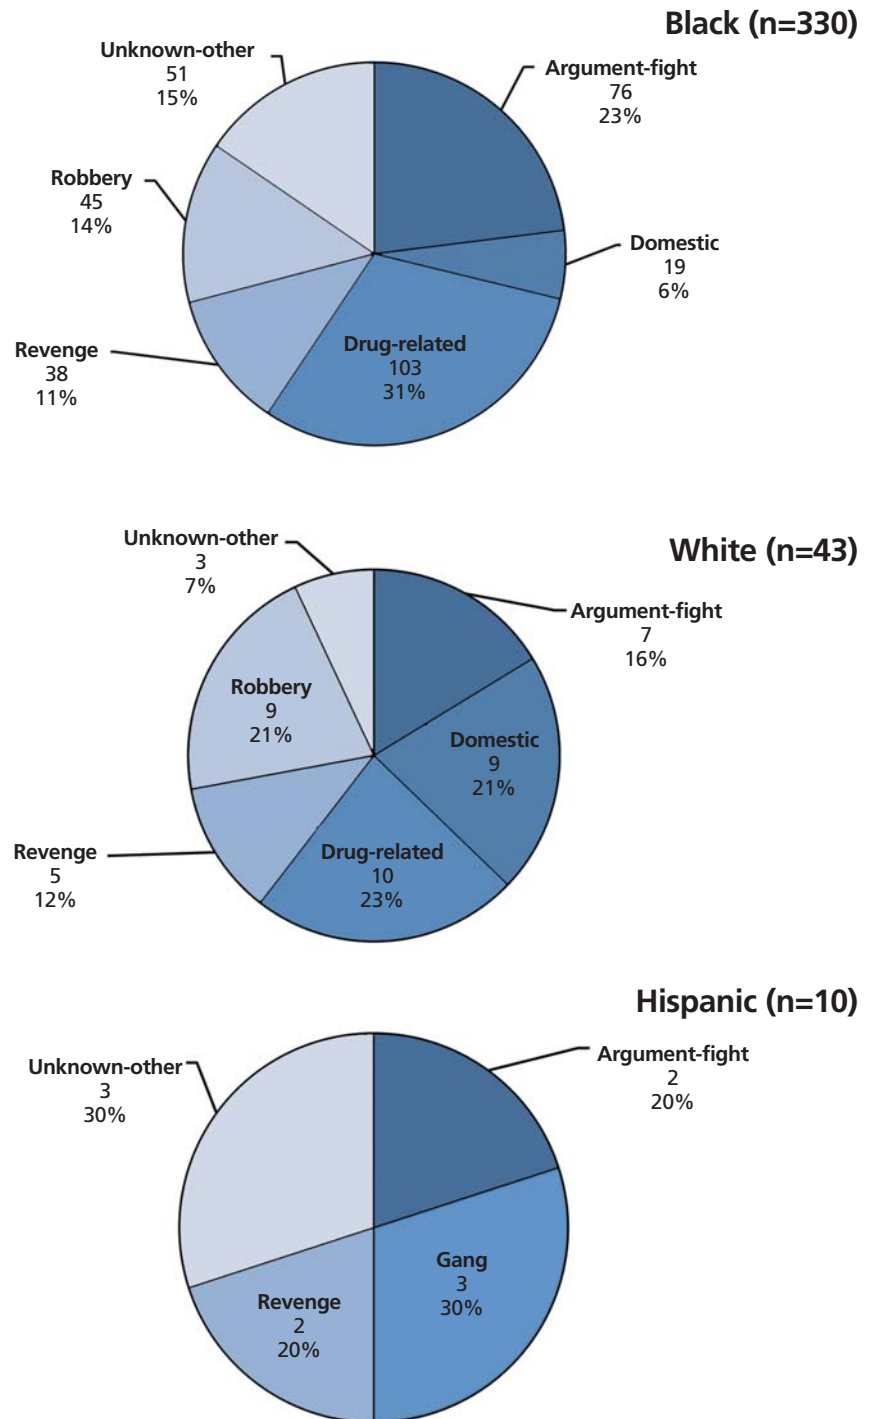 Black (n=330)
Unknown-other
51
15%
Argument-fight
76
23%
Robbery
45
14%
Domestic
19
6%
Drug-related
103
31%
Revenge
38
11%
White (n=43)
Unknown-other
3
7%
Argument-fight
7
16%
Robbery
9
21%
Domestic
9
21%
Revenge
5
12%
Drug-related
10
23%
Hispanic (n=10)
Unknown-other
3
30%
Argument-fight
2
20%
Gang
3
30%
Revenge
2
20%